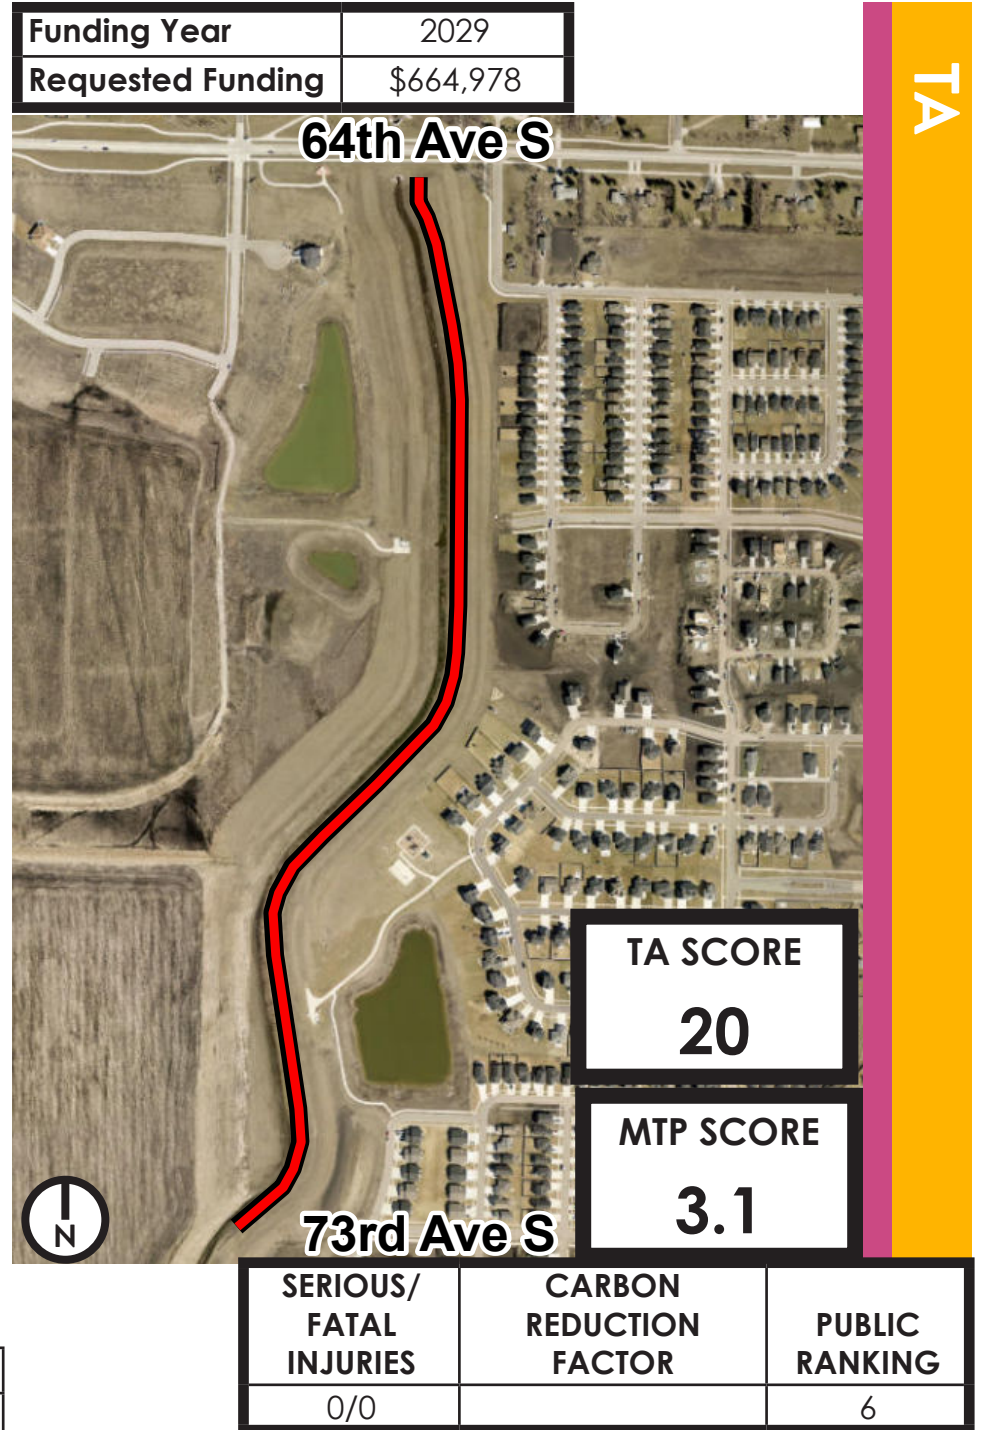 Funding Year 2029
Requested Funding $664,978
TA
64th Ave S
TA SCORE
20
MTP SCORE
3.1
N
73rd Ave S
SERIOUS/
FATAL
INJURIES
CARBON
REDUCTION
FACTOR
PUBLIC
RANKING
0/0 6